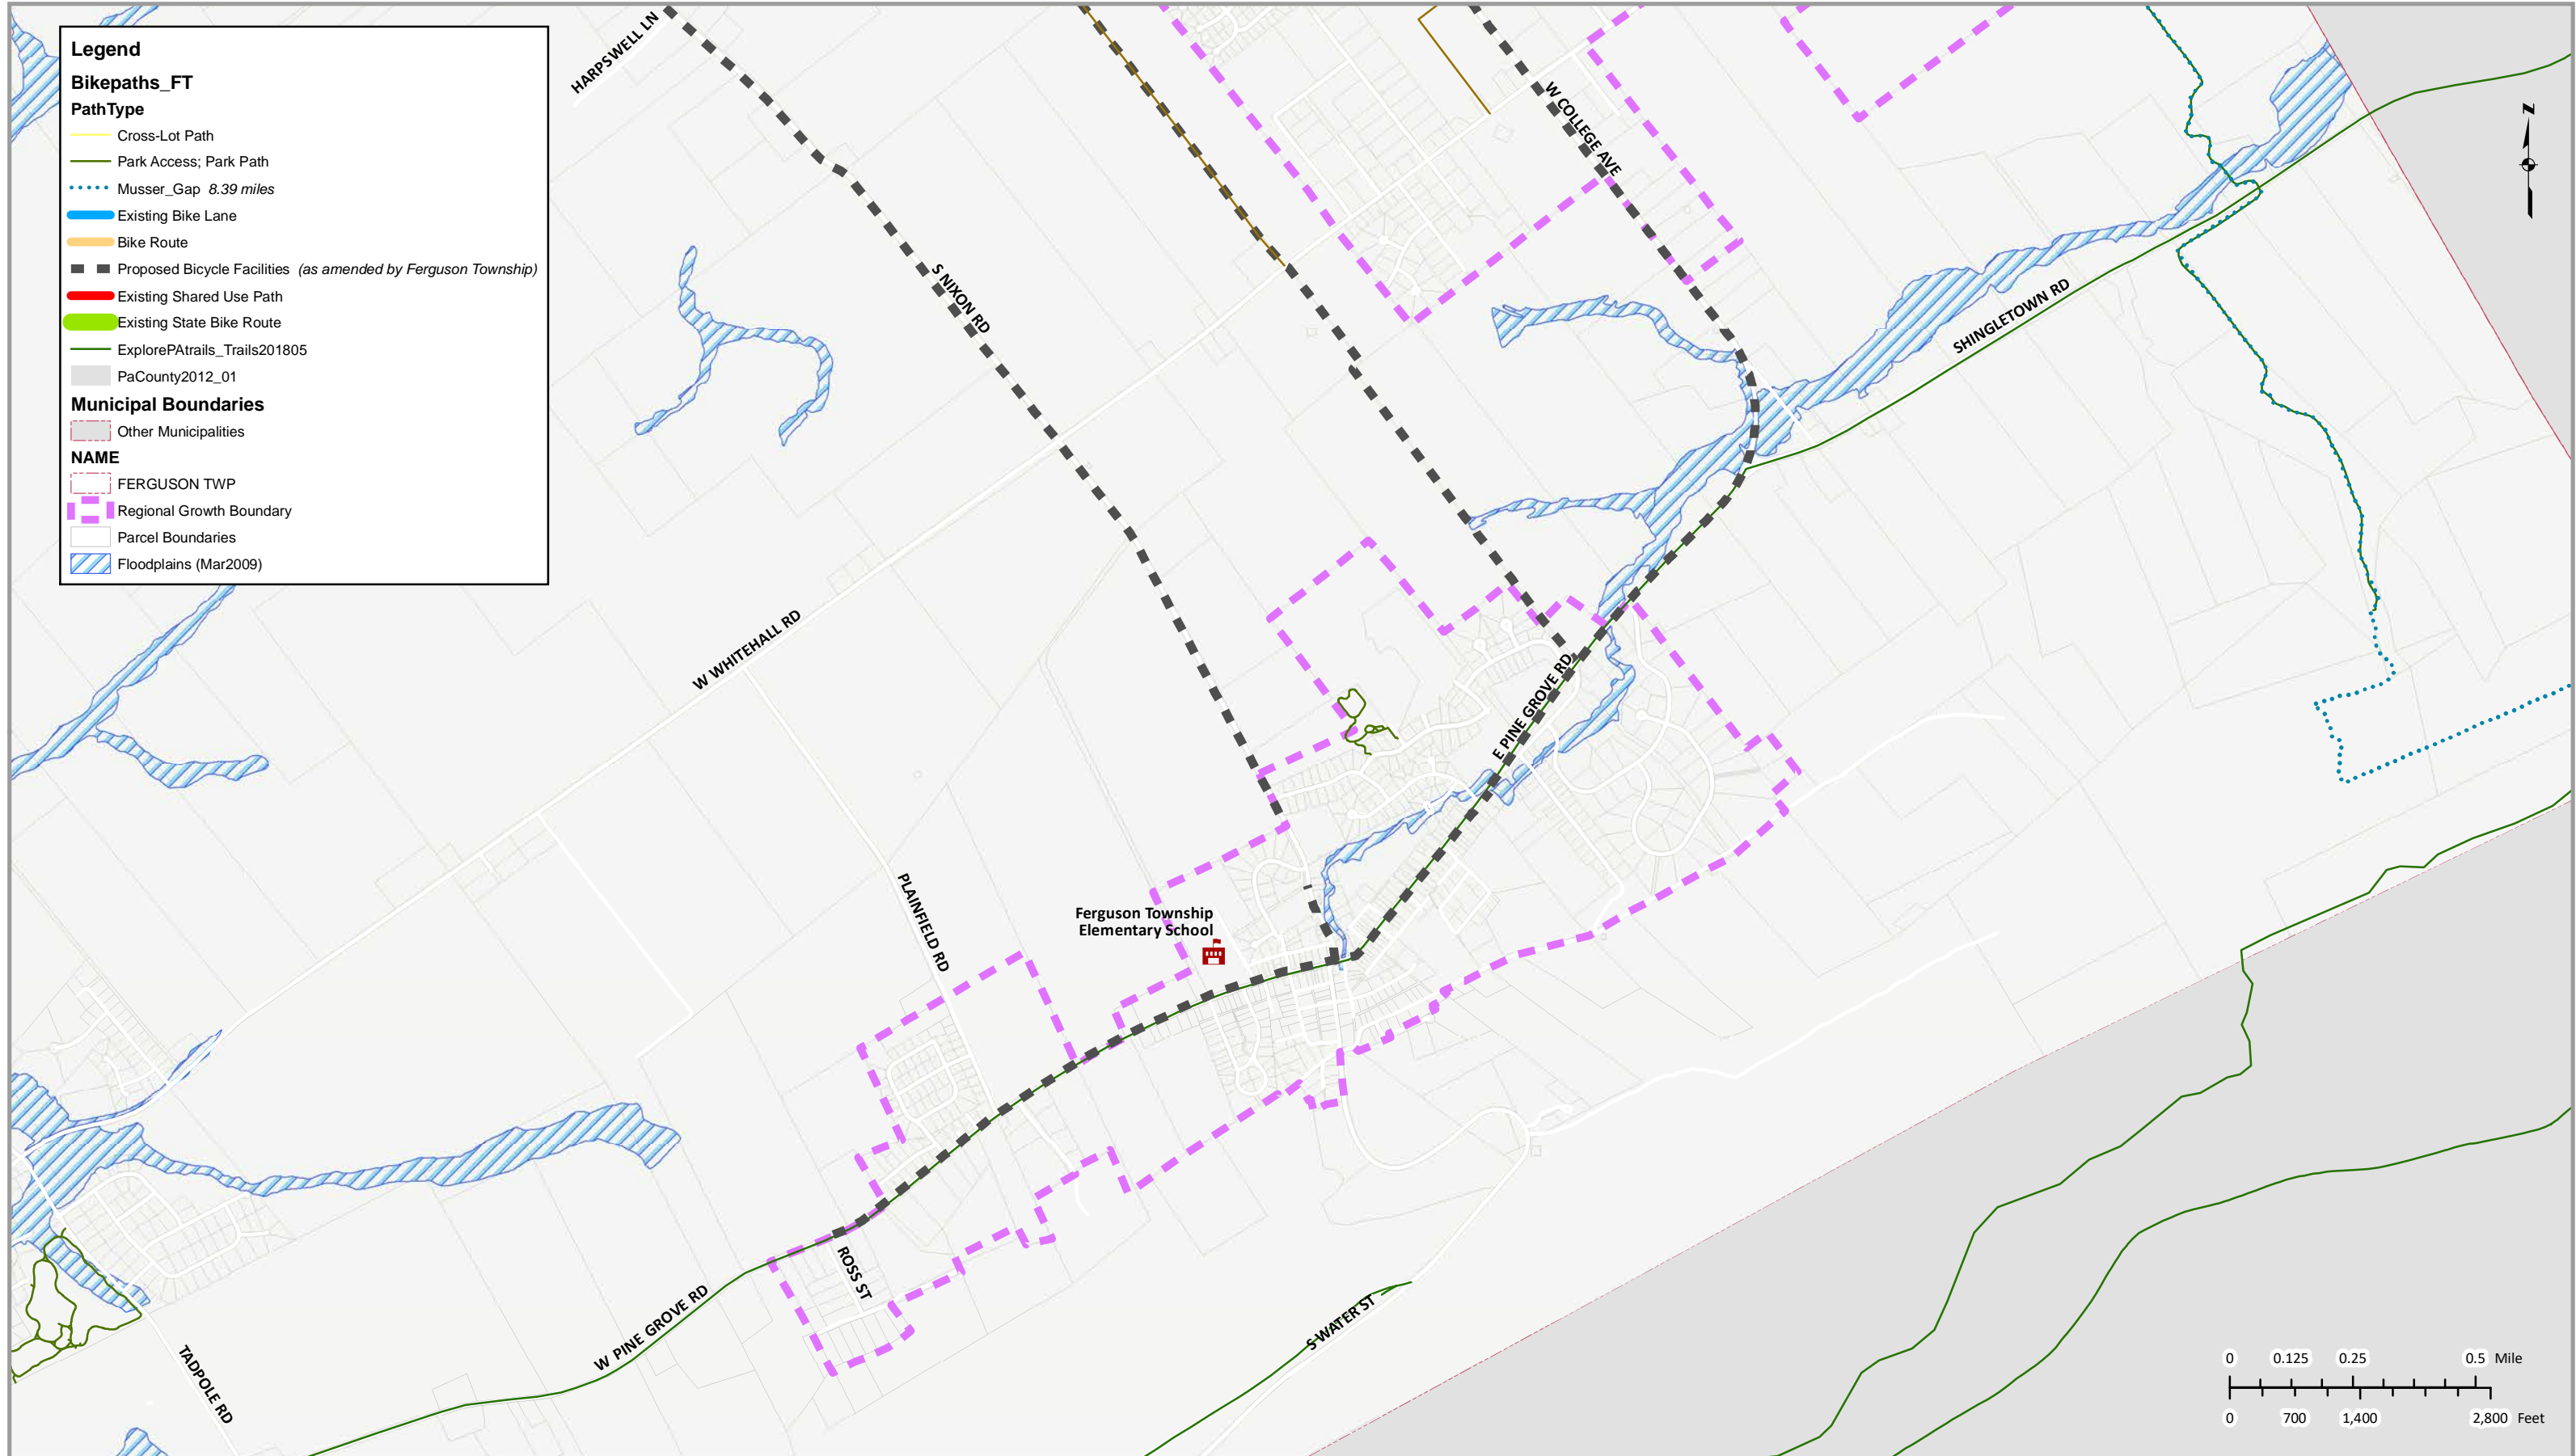 Legend
Bikepaths_FT
PathType
Cross-Lot Path
Park Access; Park Path
Musser_Gap 8.39 miles
Existing Bike Lane
Bike Route
Proposed Bicycle Facilities (as amended by Ferguson Township)
Existing Shared Use Path
Existing State Bike Route
ExplorePAtrails_Trails201805
PaCounty2012_01
Municipal Boundaries
Other Municipalities
NAME
FERGUSON TWP
Regional Growth Boundary
Parcel Boundaries
Floodplains (Mar2009)
HARPSWELL LN
W COLLEGE AVE
N
S NIXON RD
SHINGLETOWN RD
W WHITEHALL RD
E PINE GROVE RD
PLAINFIELD RD
Ferguson Township
Elementary School
ROSS ST
W PINE GROVE RD
S WATER ST
TADPOLE RD
0 0.125 0.25 0.5 Mile
0 700 1,400 2,800 Feet